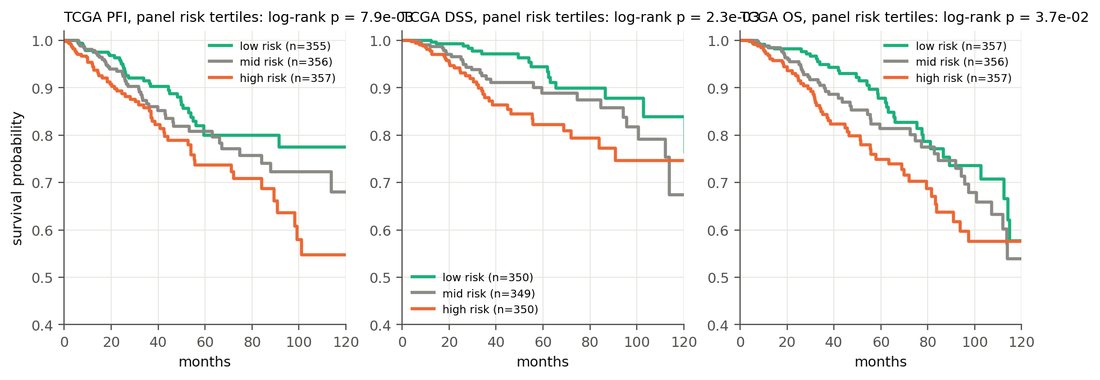 TCGA PFI, panel risk tertiles: log-rank p = 7.9e-03
low risk (n=355)
mid risk (n=356)
high risk (n=357)
survival probability
1.0
0.9
0.8
0.7
0.6
0.5
0.4
0 20 40 60 80 100 120
months
TCGA DSS, panel risk tertiles: log-rank p = 2.3e-03
low risk (n=350)
mid risk (n=349)
high risk (n=350)
1.0
0.9
0.8
0.7
0.6
0.5
0.4
0 20 40 60 80 100 120
months
TCGA OS, panel risk tertiles: log-rank p = 3.7e-02
low risk (n=357)
mid risk (n=356)
high risk (n=357)
1.0
0.9
0.8
0.7
0.6
0.5
0.4
0 20 40 60 80 100 120
months